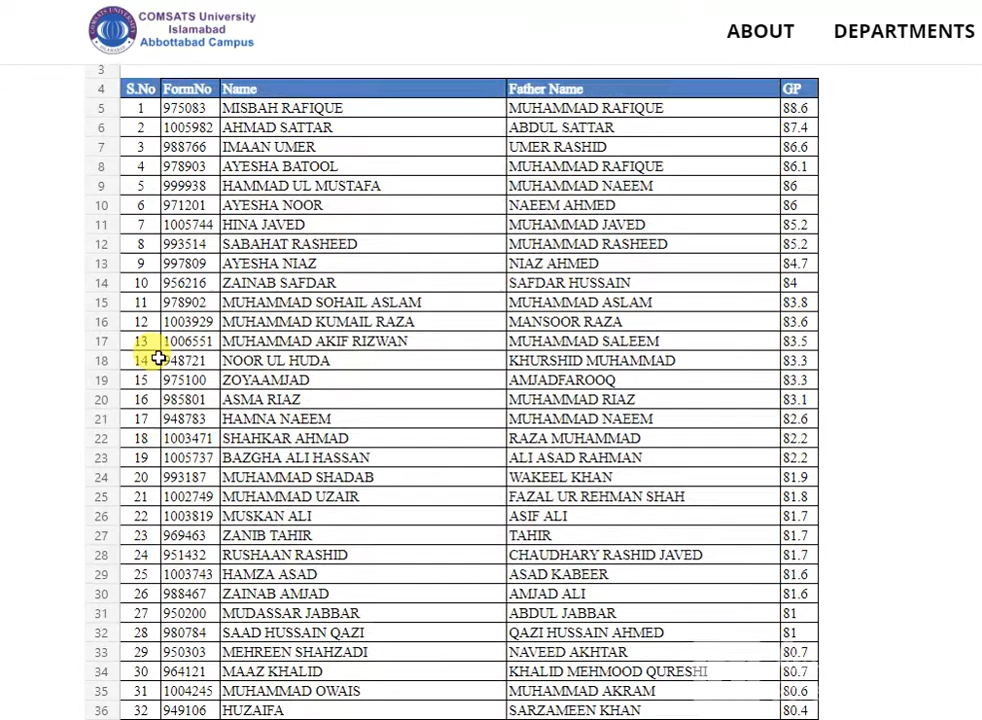 COMSATS University
Islamabad
Abbottabad Campus
ABOUT DEPARTMENTS
3
4 S.No FormNo Name Father Name GP
5 1 975083 MISBAH RAFIQUE MUHAMMAD RAFIQUE 88.6
6 2 1005982 AHMAD SATTAR ABDUL SATTAR 87.4
7 3 988766 IMAAN UMER UMER RASHID 86.6
8 4 978903 AYESHA BATOOL MUHAMMAD RAFIQUE 86.1
9 5 999938 HAMMAD UL MUSTAFA MUHAMMAD NAEEM 86
10 6 971201 AYESHA NOOR NAEEM AHMED 86
11 7 1005744 HINA JAVED MUHAMMAD JAVED 85.2
12 8 993514 SABAHAT RASHEED MUHAMMAD RASHEED 85.2
13 9 997809 AYESHA NIAZ NIAZ AHMED 84.7
14 10 956216 ZAINAB SAFDAR SAFDAR HUSSAIN 84
15 11 978902 MUHAMMAD SOHAIL ASLAM MUHAMMAD ASLAM 83.8
16 12 1003929 MUHAMMAD KUMAIL RAZA MANSOOR RAZA 83.6
17 13 1006551 MUHAMMAD AKIF RIZWAN MUHAMMAD SALEEM 83.5
18 14 948721 NOOR UL HUDA KHURSHID MUHAMMAD 83.3
19 15 975100 ZOYAAMJAD AMJADFAROOQ 83.3
20 16 985801 ASMA RIAZ MUHAMMAD RIAZ 83.1
21 17 948783 HAMNA NAEEM MUHAMMAD NAEEM 82.6
22 18 1003471 SHAHKAR AHMAD RAZA MUHAMMAD 82.2
23 19 1005737 BAZGHA ALI HASSAN ALI ASAD RAHMAN 82.2
24 20 993187 MUHAMMAD SHADAB WAKEEL KHAN 81.9
25 21 1002749 MUHAMMAD UZAIR FAZAL UR REHMAN SHAH 81.8
26 22 1003819 MUSKAN ALI ASIF ALI 81.7
27 23 969463 ZANIB TAHIR TAHIR 81.7
28 24 951432 RUSHAAN RASHID CHAUDHARY RASHID JAVED 81.7
29 25 1003743 HAMZA ASAD ASAD KABEER 81.6
30 26 988467 ZAINAB AMJAD AMJAD ALI 81.6
31 27 950200 MUDASSAR JABBAR ABDUL JABBAR 81
32 28 980784 SAAD HUSSAIN QAZI QAZI HUSSAIN AHMED 81
33 29 950303 MEHREEN SHAHZADI NAVEED AKHTAR 80.7
34 30 964121 MAAZ KHALID KHALID MEHMOOD QURESHI 80.7
35 31 1004245 MUHAMMAD OWAIS MUHAMMAD AKRAM 80.6
36 32 949106 HUZAIFA SARZAMEEN KHAN 80.4